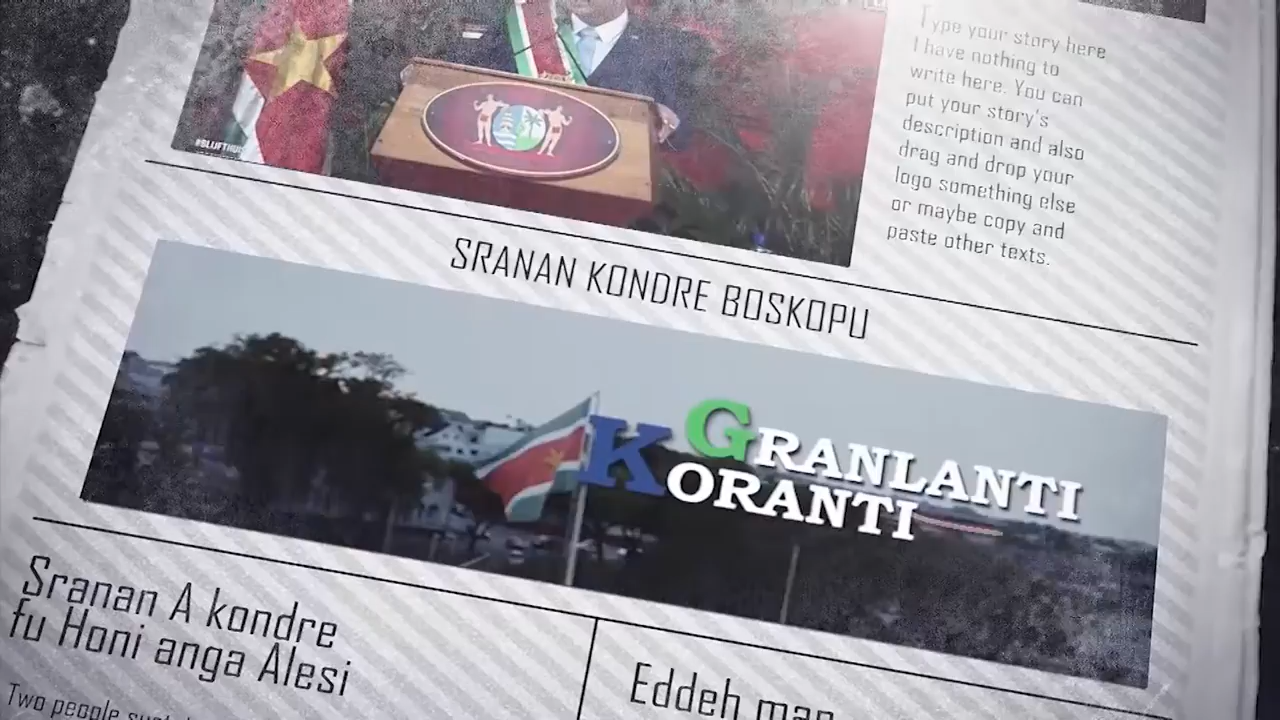 Type your story here
I have nothing to
write here. You can
put your story's
description and also
drag and drop your
logo something else
or maybe copy and
paste other texts.
SRANAN KONDRE BOSKOPU
GRANLANTI
KORANTI
Sranan A kondre
fu Honi anga Alesi
Eddeh man
Two people